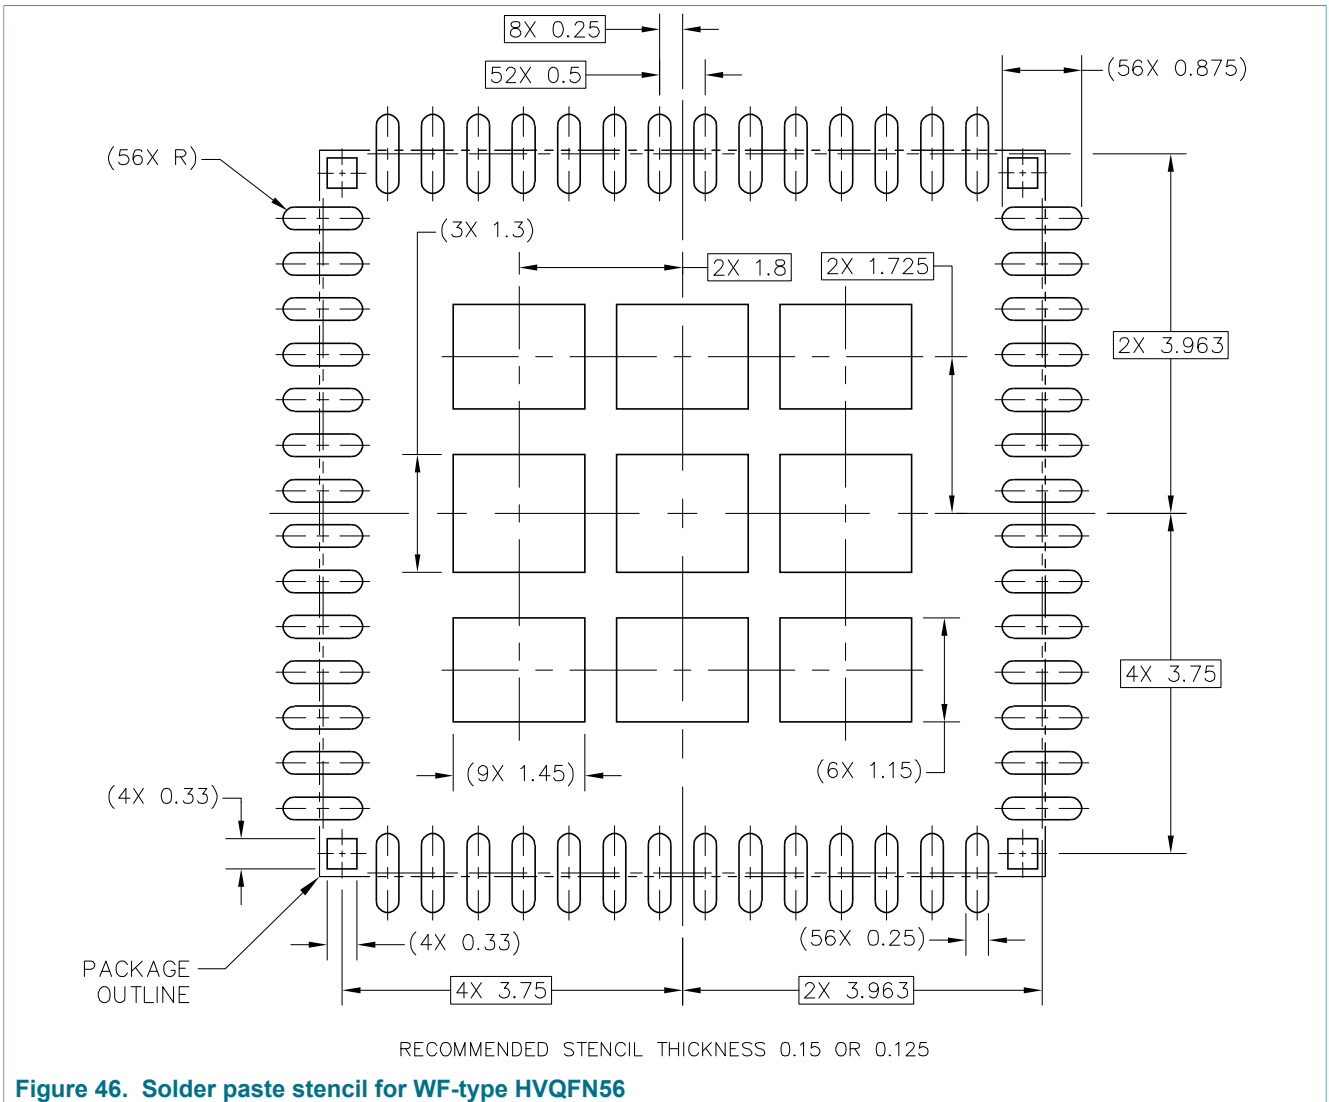 8X 0.25
52X 0.5
(56X 0.875)
(56X R)
(3X 1.3)
2X 1.8
2X 1.725
2X 3.963
4X 3.75
(9X 1.45)
(6X 1.15)
(4X 0.33)
(4X 0.33)
(56X 0.25)
PACKAGE
OUTLINE
4X 3.75
2X 3.963
RECOMMENDED STENCIL THICKNESS 0.15 OR 0.125
Figure 46. Solder paste stencil for WF-type HVQFN56